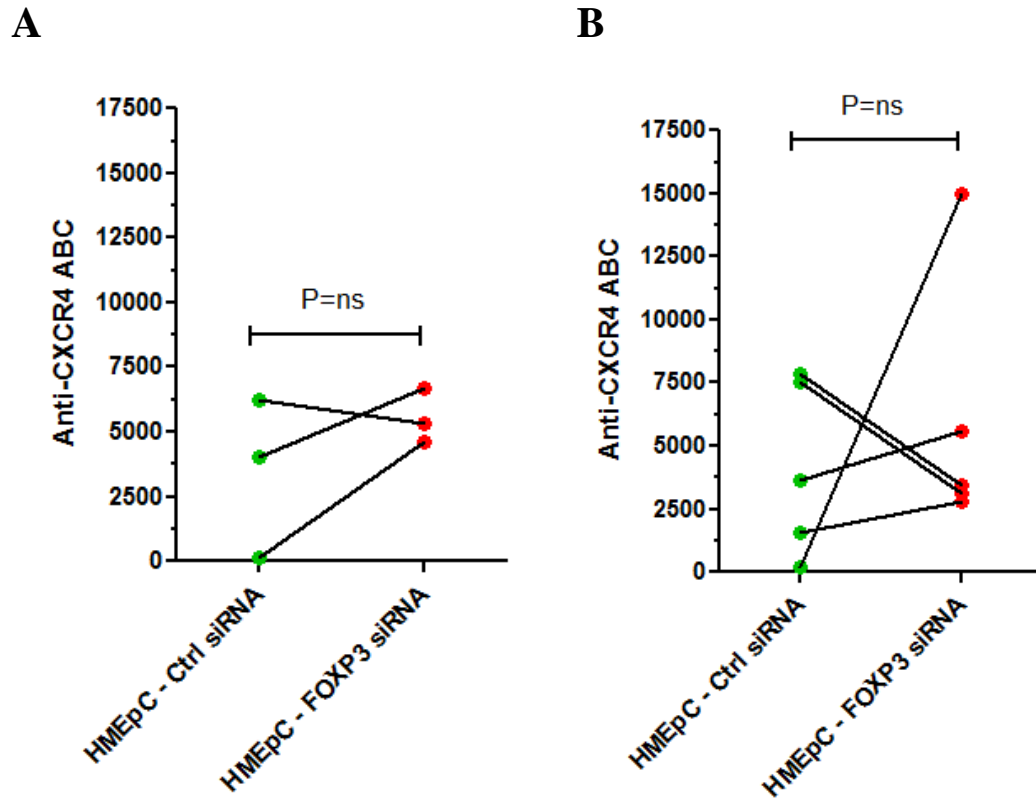 A
17500
15000
12500
10000
7500
5000
2500
0
Anti-CXCR4 ABC
P=ns
HMEpC - Ctrl siRNA
HMEpC - FOXP3 siRNA
B
17500
15000
12500
10000
7500
5000
2500
0
Anti-CXCR4 ABC
P=ns
HMEpC - Ctrl siRNA
HMEpC - FOXP3 siRNA